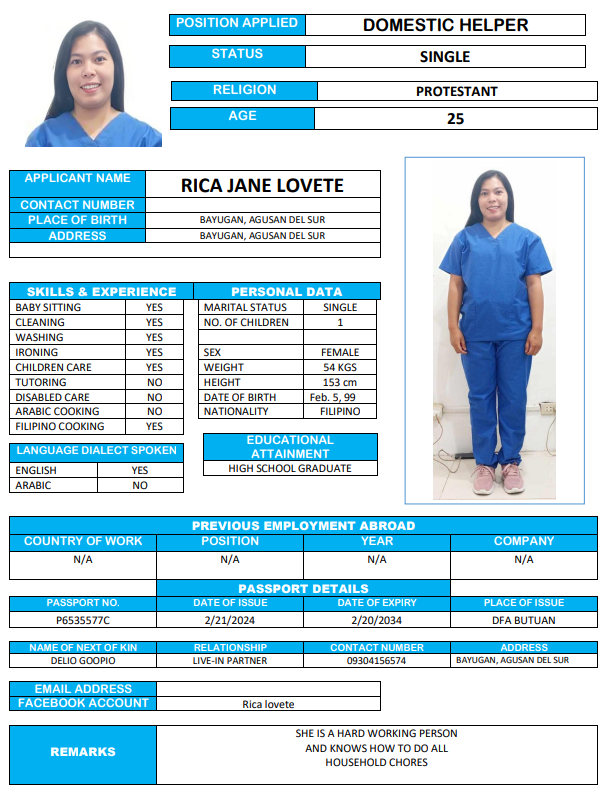 POSITION APPLIED DOMESTIC HELPER
STATUS SINGLE
RELIGION PROTESTANT
AGE 25
APPLICANT NAME RICA JANE LOVETE
CONTACT NUMBER
PLACE OF BIRTH BAYUGAN, AGUSAN DEL SUR
ADDRESS BAYUGAN, AGUSAN DEL SUR
SKILLS & EXPERIENCE
BABY SITTING YES
CLEANING YES
WASHING YES
IRONING YES
CHILDREN CARE YES
TUTORING NO
DISABLED CARE NO
ARABIC COOKING NO
FILIPINO COOKING YES
PERSONAL DATA
MARITAL STATUS SINGLE
NO. OF CHILDREN 1
SEX FEMALE
WEIGHT 54 KGS
HEIGHT 153 cm
DATE OF BIRTH Feb. 5, 99
NATIONALITY FILIPINO
LANGUAGE DIALECT SPOKEN
ENGLISH YES
ARABIC NO
EDUCATIONAL
ATTAINMENT
HIGH SCHOOL GRADUATE
PREVIOUS EMPLOYMENT ABROAD
COUNTRY OF WORK POSITION YEAR COMPANY
N/A N/A N/A N/A
PASSPORT DETAILS
PASSPORT NO. DATE OF ISSUE DATE OF EXPIRY PLACE OF ISSUE
P6535577C 2/21/2024 2/20/2034 DFA BUTUAN
NAME OF NEXT OF KIN RELATIONSHIP CONTACT NUMBER ADDRESS
DELIO GOOPIO LIVE-IN PARTNER 09304156574 BAYUGAN, AGUSAN DEL SUR
EMAIL ADDRESS
FACEBOOK ACCOUNT Rica lovete
REMARKS
SHE IS A HARD WORKING PERSON
AND KNOWS HOW TO DO ALL
HOUSEHOLD CHORES